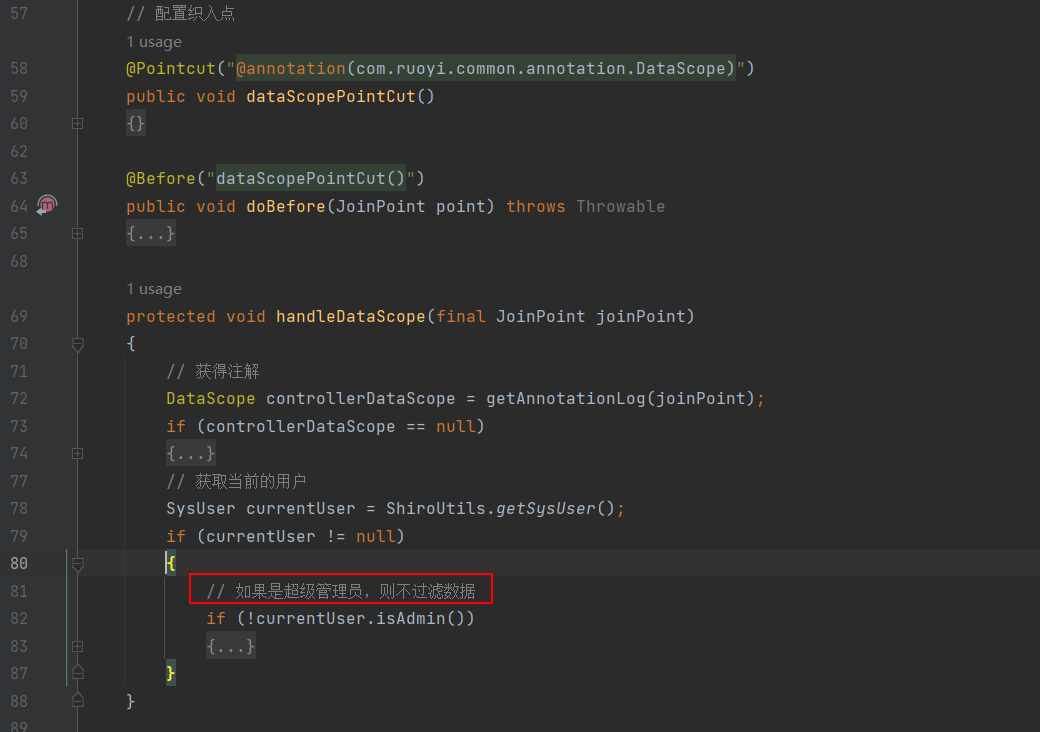 57 // 配置织入点
1 usage
58 @Pointcut("@annotation(com.ruoyi.common.annotation.DataScope)")
59 public void dataScopePointCut()
60 {}
62
63 @Before("dataScopePointCut()")
64 public void doBefore(JoinPoint point) throws Throwable
65 {...}
68
1 usage
69 protected void handleDataScope(final JoinPoint joinPoint)
70 {
71 // 获得注解
72 DataScope controllerDataScope = getAnnotationLog(joinPoint);
73 if (controllerDataScope == null)
74 {...}
77 // 获取当前的用户
78 SysUser currentUser = ShiroUtils.getSysUser();
79 if (currentUser != null)
80 {
81 // 如果是超级管理员，则不过滤数据
82 if (!currentUser.isAdmin())
83 {...}
87 }
88 }
89